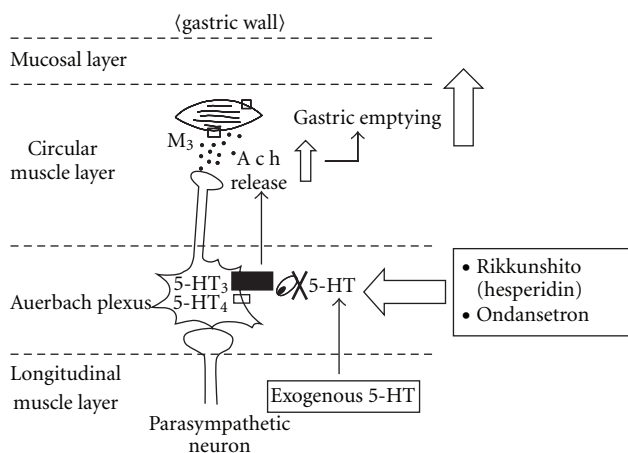 ⟨gastric wall⟩
Mucosal layer
Gastric emptying
M3
Circular
muscle layer
A c h
release
5-HT3
5-HT4
5-HT
Auerbach plexus
• Rikkunshito
(hesperidin)
• Ondansetron
Longitudinal
muscle layer
Exogenous 5-HT
Parasympathetic
neuron